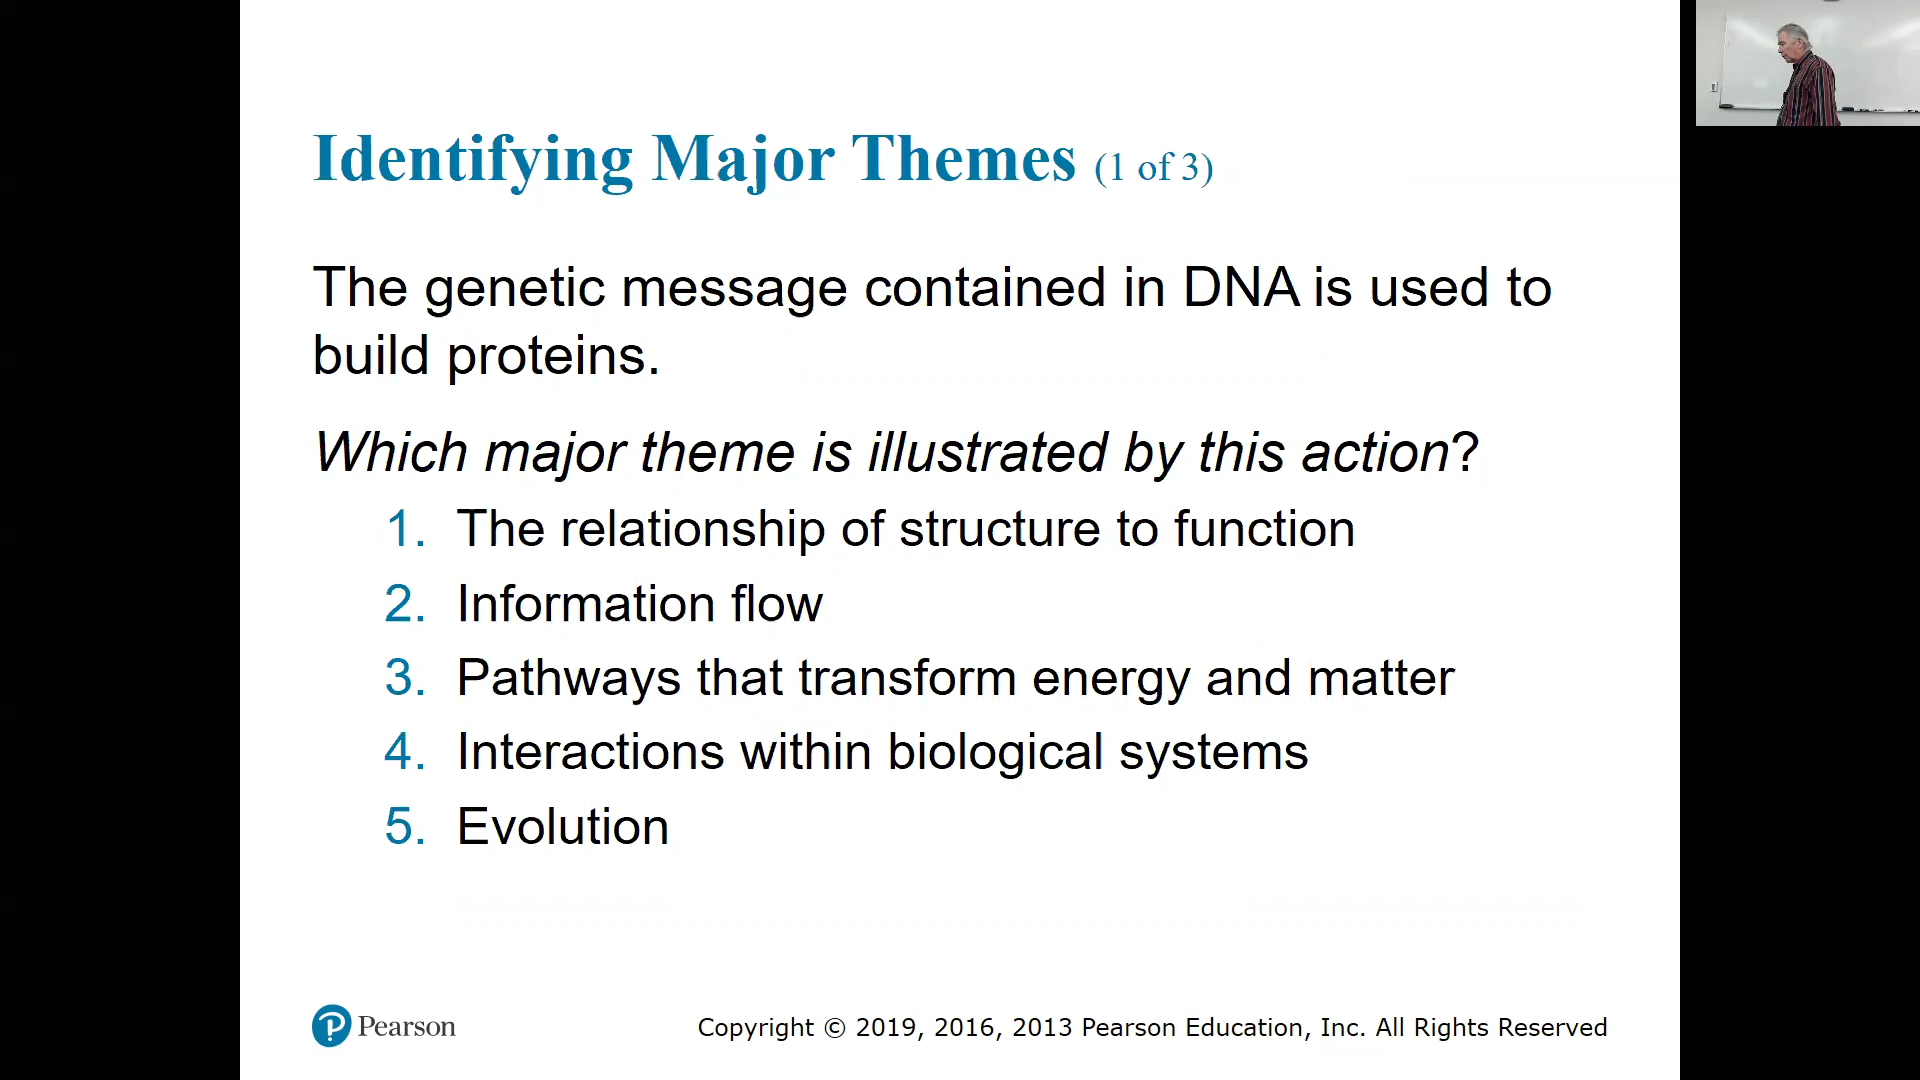 Identifying Major Themes (1 of 3)
The genetic message contained in DNA is used to
build proteins.
Which major theme is illustrated by this action?
1. The relationship of structure to function
2. Information flow
3. Pathways that transform energy and matter
4. Interactions within biological systems
5. Evolution
Pearson
Copyright © 2019, 2016, 2013 Pearson Education, Inc. All Rights Reserved